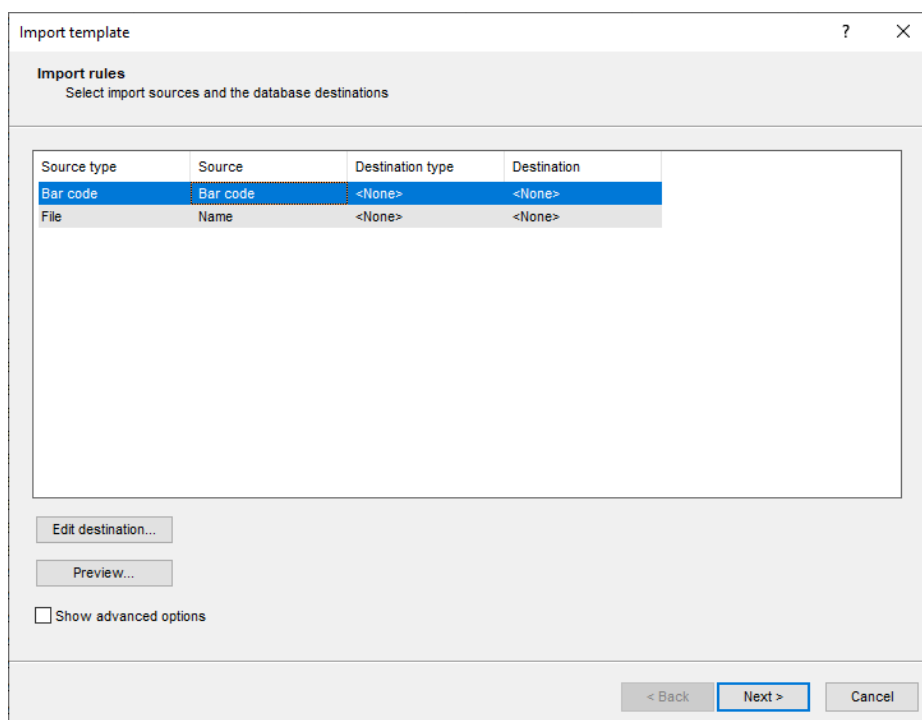 Import template ?
Import rules
Select import sources and the database destinations
Source type Source Destination type Destination
Bar code Bar code <None> <None>
File Name <None> <None>
Edit destination...
Preview...
Show advanced options
< Back Next > Cancel